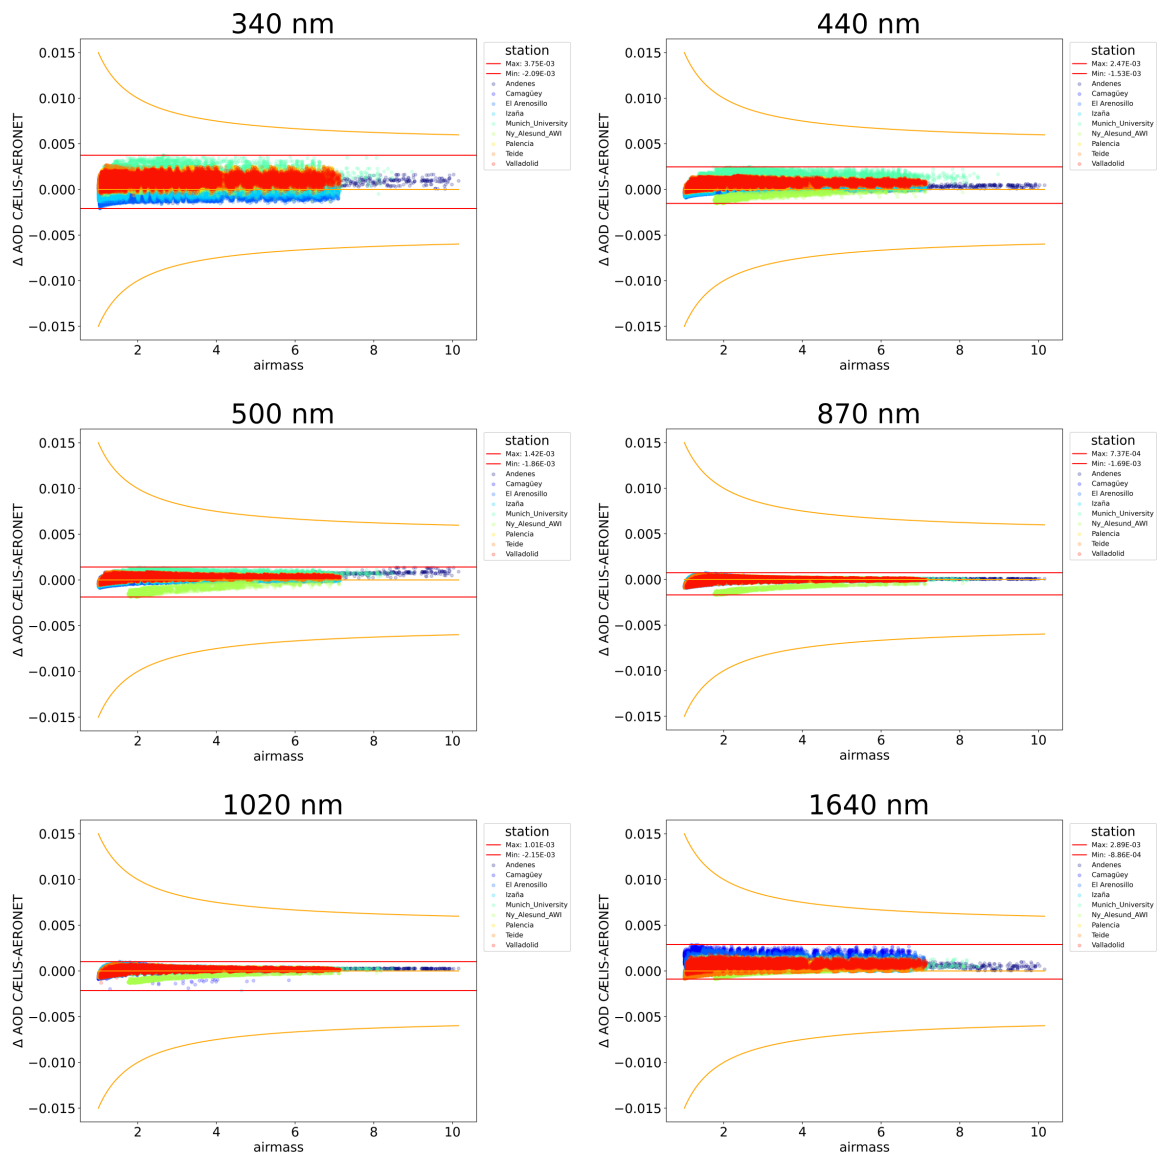 340 nm
0.015
0.010
0.005
0.000
−0.005
−0.010
−0.015
Δ AOD CÆLIS-AERONET
2 4 6 8 10
airmass
station
Max: 3.75E-03
Min: -2.09E-03
Andenes
Camagüey
El Arenosillo
Izaña
Munich_University
Ny_Alesund_AWI
Palencia
Teide
Valladolid
440 nm
0.015
0.010
0.005
0.000
−0.005
−0.010
−0.015
Δ AOD CÆLIS-AERONET
2 4 6 8 10
airmass
station
Max: 2.47E-03
Min: -1.53E-03
Andenes
Camagüey
El Arenosillo
Izaña
Munich_University
Ny_Alesund_AWI
Palencia
Teide
Valladolid
500 nm
0.015
0.010
0.005
0.000
−0.005
−0.010
−0.015
Δ AOD CÆLIS-AERONET
2 4 6 8 10
airmass
station
Max: 1.42E-03
Min: -1.86E-03
Andenes
Camagüey
El Arenosillo
Izaña
Munich_University
Ny_Alesund_AWI
Palencia
Teide
Valladolid
870 nm
0.015
0.010
0.005
0.000
−0.005
−0.010
−0.015
Δ AOD CÆLIS-AERONET
2 4 6 8 10
airmass
station
Max: 7.37E-04
Min: -1.69E-03
Andenes
Camagüey
El Arenosillo
Izaña
Munich_University
Ny_Alesund_AWI
Palencia
Teide
Valladolid
1020 nm
0.015
0.010
0.005
0.000
−0.005
−0.010
−0.015
Δ AOD CÆLIS-AERONET
2 4 6 8 10
airmass
station
Max: 1.01E-03
Min: -2.15E-03
Andenes
Camagüey
El Arenosillo
Izaña
Munich_University
Ny_Alesund_AWI
Palencia
Teide
Valladolid
1640 nm
0.015
0.010
0.005
0.000
−0.005
−0.010
−0.015
Δ AOD CÆLIS-AERONET
2 4 6 8 10
airmass
station
Max: 2.89E-03
Min: -8.86E-04
Andenes
Camagüey
El Arenosillo
Izaña
Munich_University
Ny_Alesund_AWI
Palencia
Teide
Valladolid